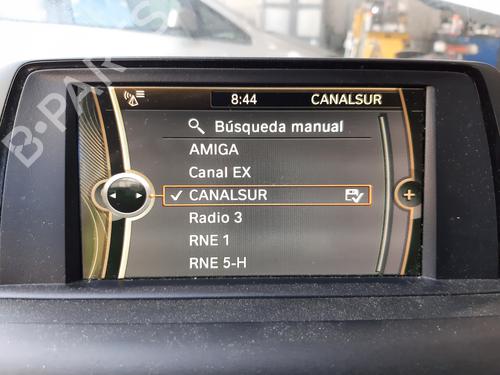 8:44 CANALSUR
Búsqueda manual
AMIGA
Canal EX
CANALSUR
Radio 3
RNE 1
RNE 5-H
B-PARTS